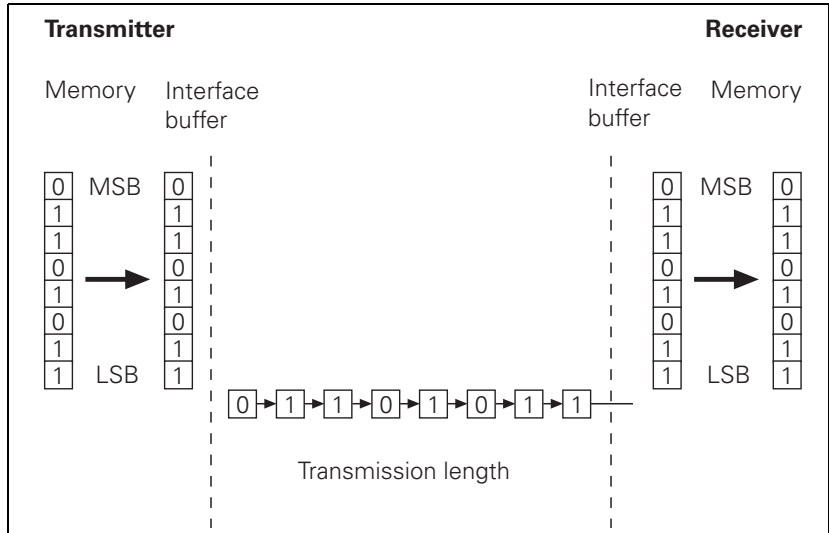 Transmitter Receiver
Memory Interface buffer Interface buffer Memory
0 MSB 0 0 MSB 0
1 1 1 1
1 1 1 1
0 0 0 0
1 1 1 1
0 0 0 0
1 1 1 1
1 LSB 1 1 LSB 1
0 1 1 0 1 0 1 1
Transmission length